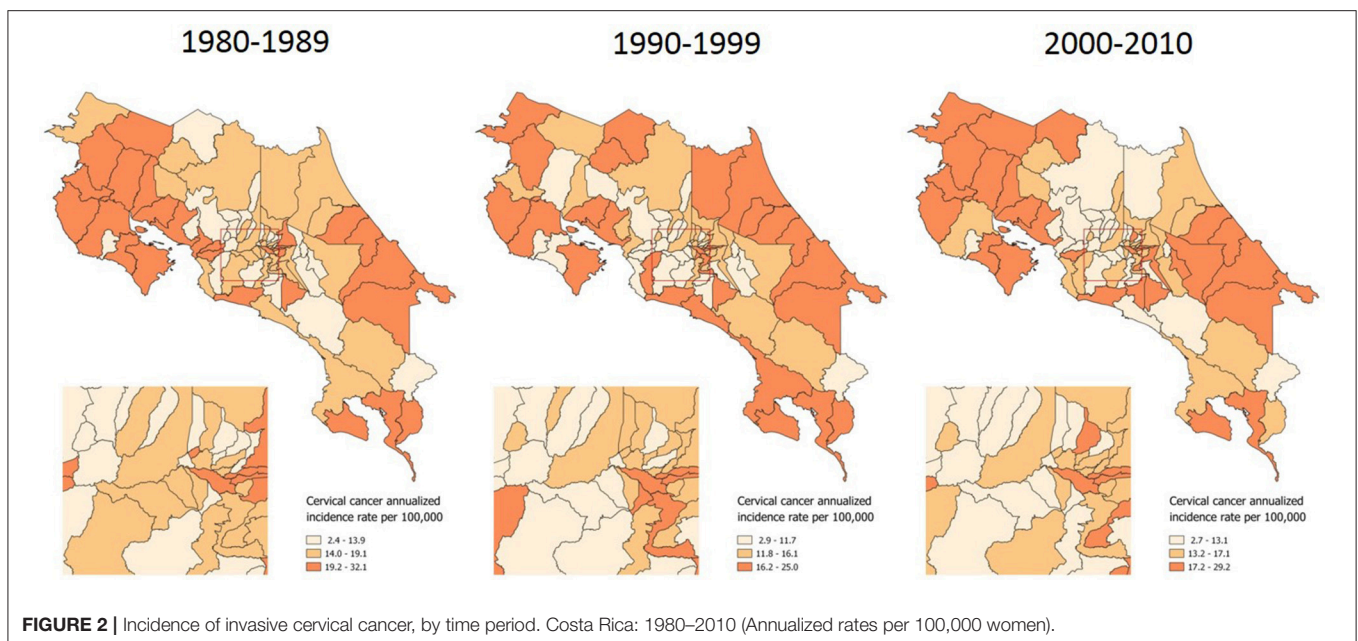 1980-1989
1990-1999
2000-2010
Cervical cancer annualized
incidence rate per 100,000
2.4 - 13.9
14.0 - 19.1
19.2 - 32.1
Cervical cancer annualized
incidence rate per 100,000
2.9 - 11.7
11.8 - 16.1
16.2 - 25.0
Cervical cancer annualized
incidence rate per 100,000
2.7 - 13.1
13.2 - 17.1
17.2 - 29.2
FIGURE 2 | Incidence of invasive cervical cancer, by time period. Costa Rica: 1980–2010 (Annualized rates per 100,000 women).